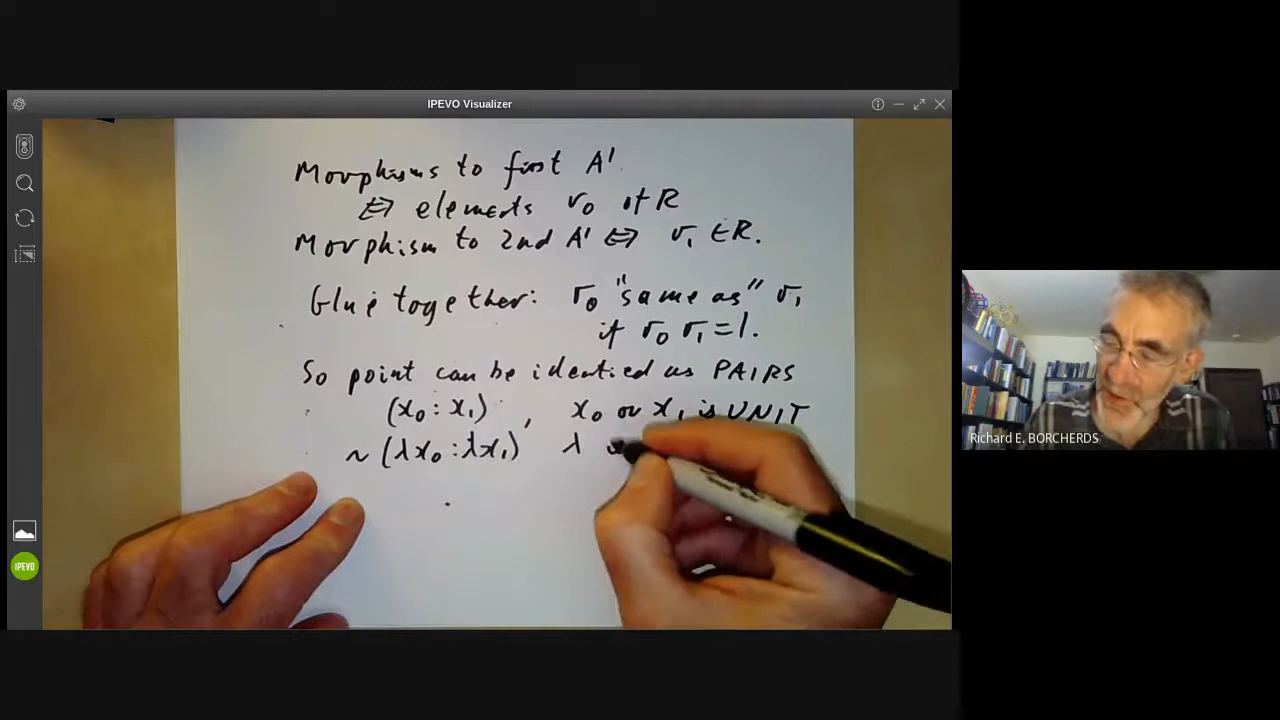 IPEVO Visualizer
Morphisms to first A¹.
⇔ elements r₀ of R
Morphism to 2nd A¹ ⇔ r₁ ∈ R.
Glue together: r₀ "same as" r₁
if r₀ r₁ = 1.
So point can be identied as PAIRS
(x₀ : x₁), x₀ or x₁ is UNIT
~ (λx₀ : λx₁) λ
Richard E. BORCHERDS
IPEVO